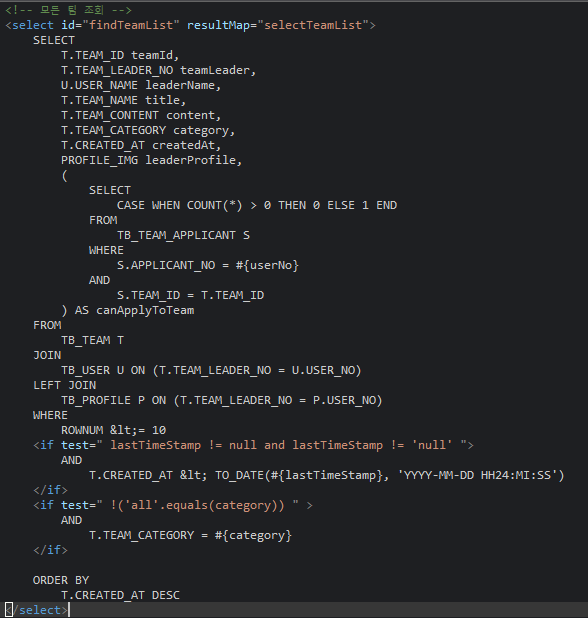 <!-- 모든 팀 조회 -->
<select id="findTeamList" resultMap="selectTeamList">
    SELECT
        T.TEAM_ID teamId,
        T.TEAM_LEADER_NO teamLeader,
        U.USER_NAME leaderName,
        T.TEAM_NAME title,
        T.TEAM_CONTENT content,
        T.TEAM_CATEGORY category,
        T.CREATED_AT createdAt,
        PROFILE_IMG leaderProfile,
        (
            SELECT
                CASE WHEN COUNT(*) > 0 THEN 0 ELSE 1 END
            FROM
                TB_TEAM_APPLICANT S
            WHERE
                S.APPLICANT_NO = #{userNo}
            AND
                S.TEAM_ID = T.TEAM_ID
        ) AS canApplyToTeam
    FROM
        TB_TEAM T
    JOIN
        TB_USER U ON (T.TEAM_LEADER_NO = U.USER_NO)
    LEFT JOIN
        TB_PROFILE P ON (T.TEAM_LEADER_NO = P.USER_NO)
    WHERE
        ROWNUM &lt;= 10
    <if test=" lastTimeStamp != null and lastTimeStamp != 'null' ">
        AND
            T.CREATED_AT &lt; TO_DATE(#{lastTimeStamp}, 'YYYY-MM-DD HH24:MI:SS')
    </if>
    <if test=" !('all'.equals(category)) " >
        AND
            T.TEAM_CATEGORY = #{category}
    </if>
    ORDER BY
        T.CREATED_AT DESC
</select>